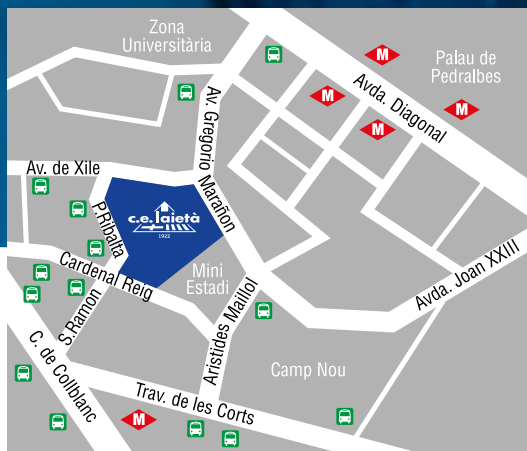 Zona
Universitària
Palau de
Pedralbes
M
M
M
M
Avda. Diagonal
Av. Gregorio Marañon
Av. de Xile
P.Ribalta
c.e. laietà
1922
Mini
Estadi
Cardenal Reig
S.Ramon
Aristides Maillol
Avda. Joan XXIII
C. de Collblanc
Camp Nou
Trav. de les Corts
M